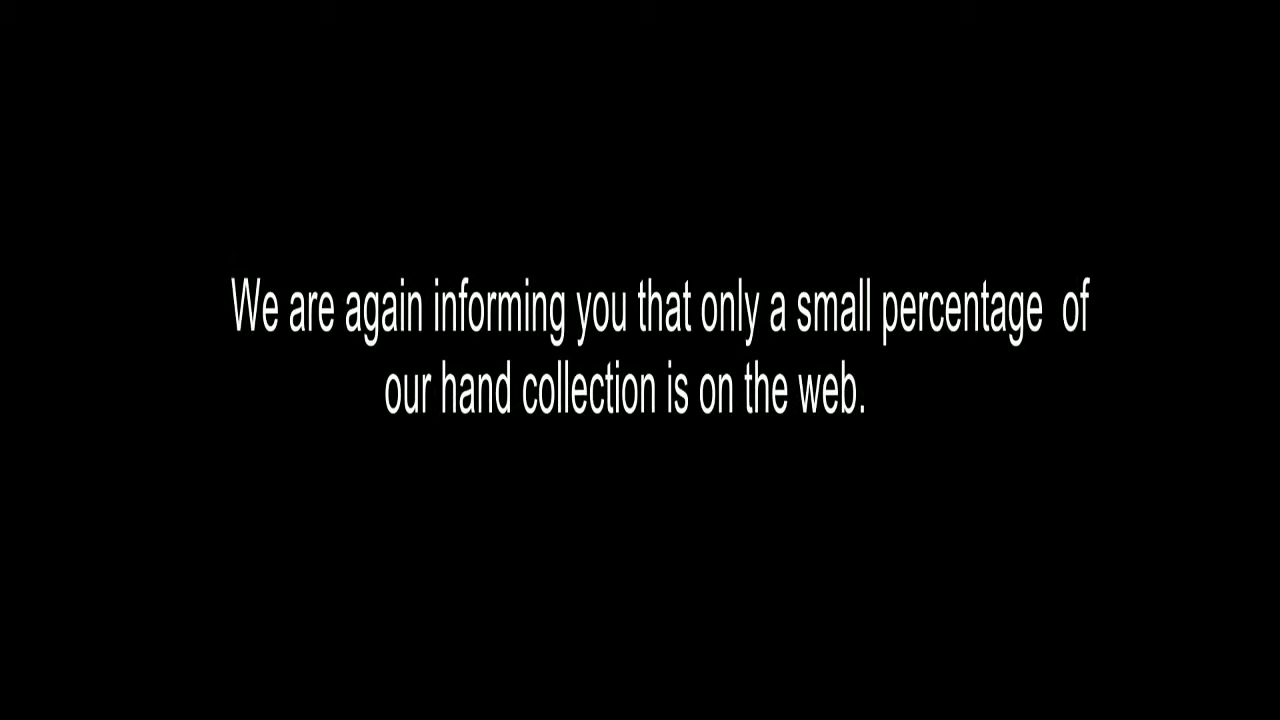 We are again informing you that only a small percentage  of
our hand collection is on the web.